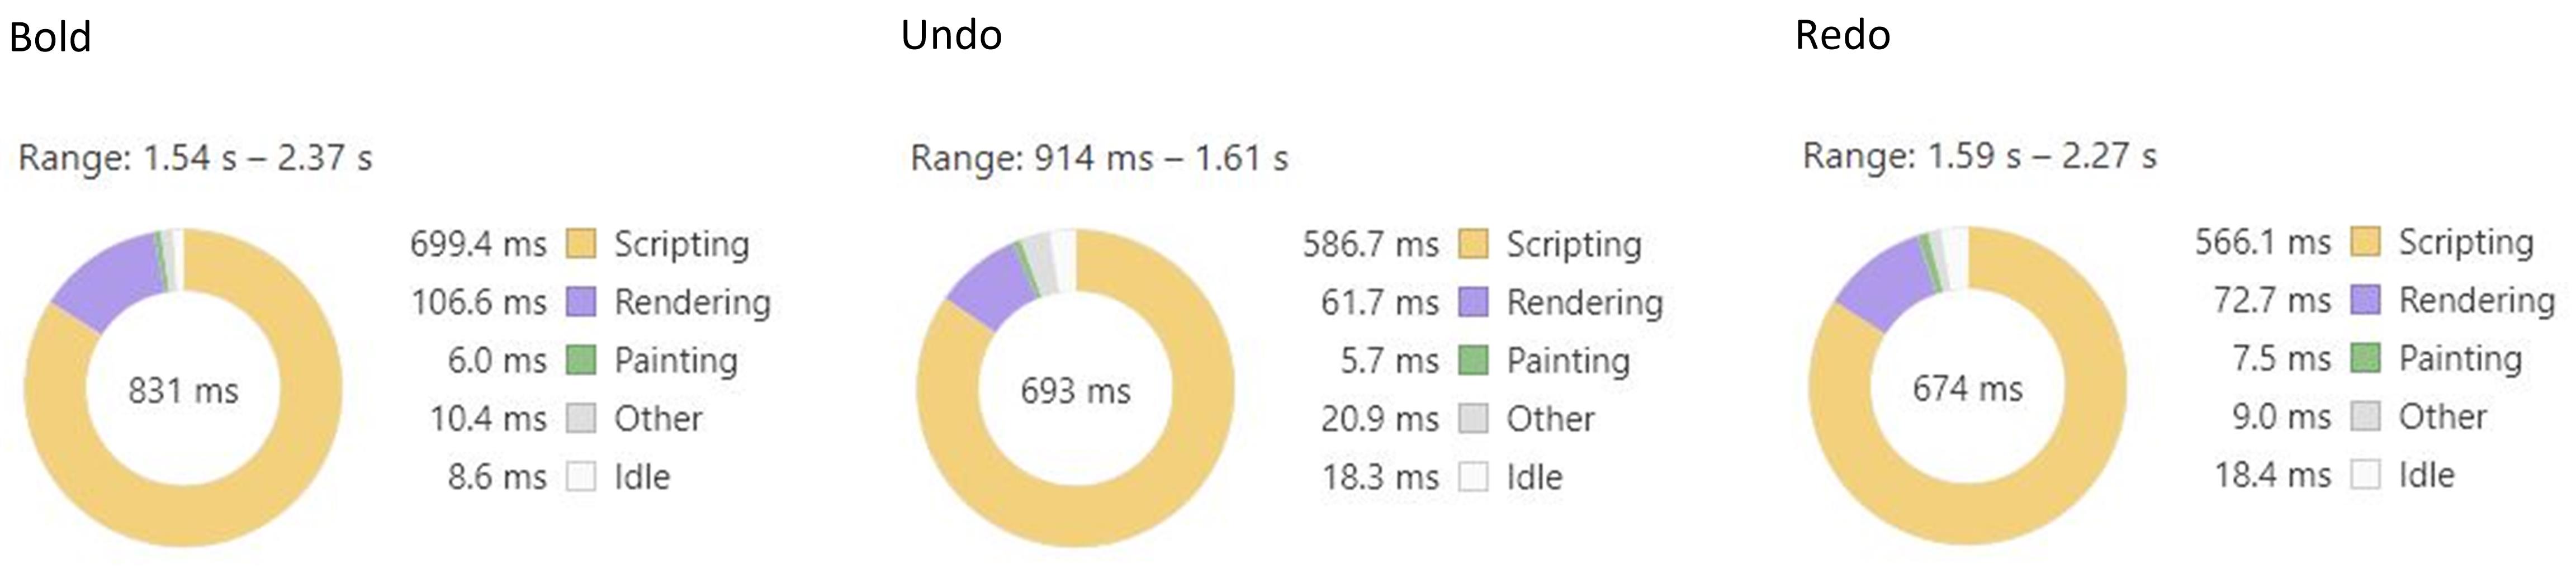 Bold
Range: 1.54 s – 2.37 s
831 ms
699.4 ms Scripting
106.6 ms Rendering
6.0 ms Painting
10.4 ms Other
8.6 ms Idle
Undo
Range: 914 ms – 1.61 s
693 ms
586.7 ms Scripting
61.7 ms Rendering
5.7 ms Painting
20.9 ms Other
18.3 ms Idle
Redo
Range: 1.59 s – 2.27 s
674 ms
566.1 ms Scripting
72.7 ms Rendering
7.5 ms Painting
9.0 ms Other
18.4 ms Idle